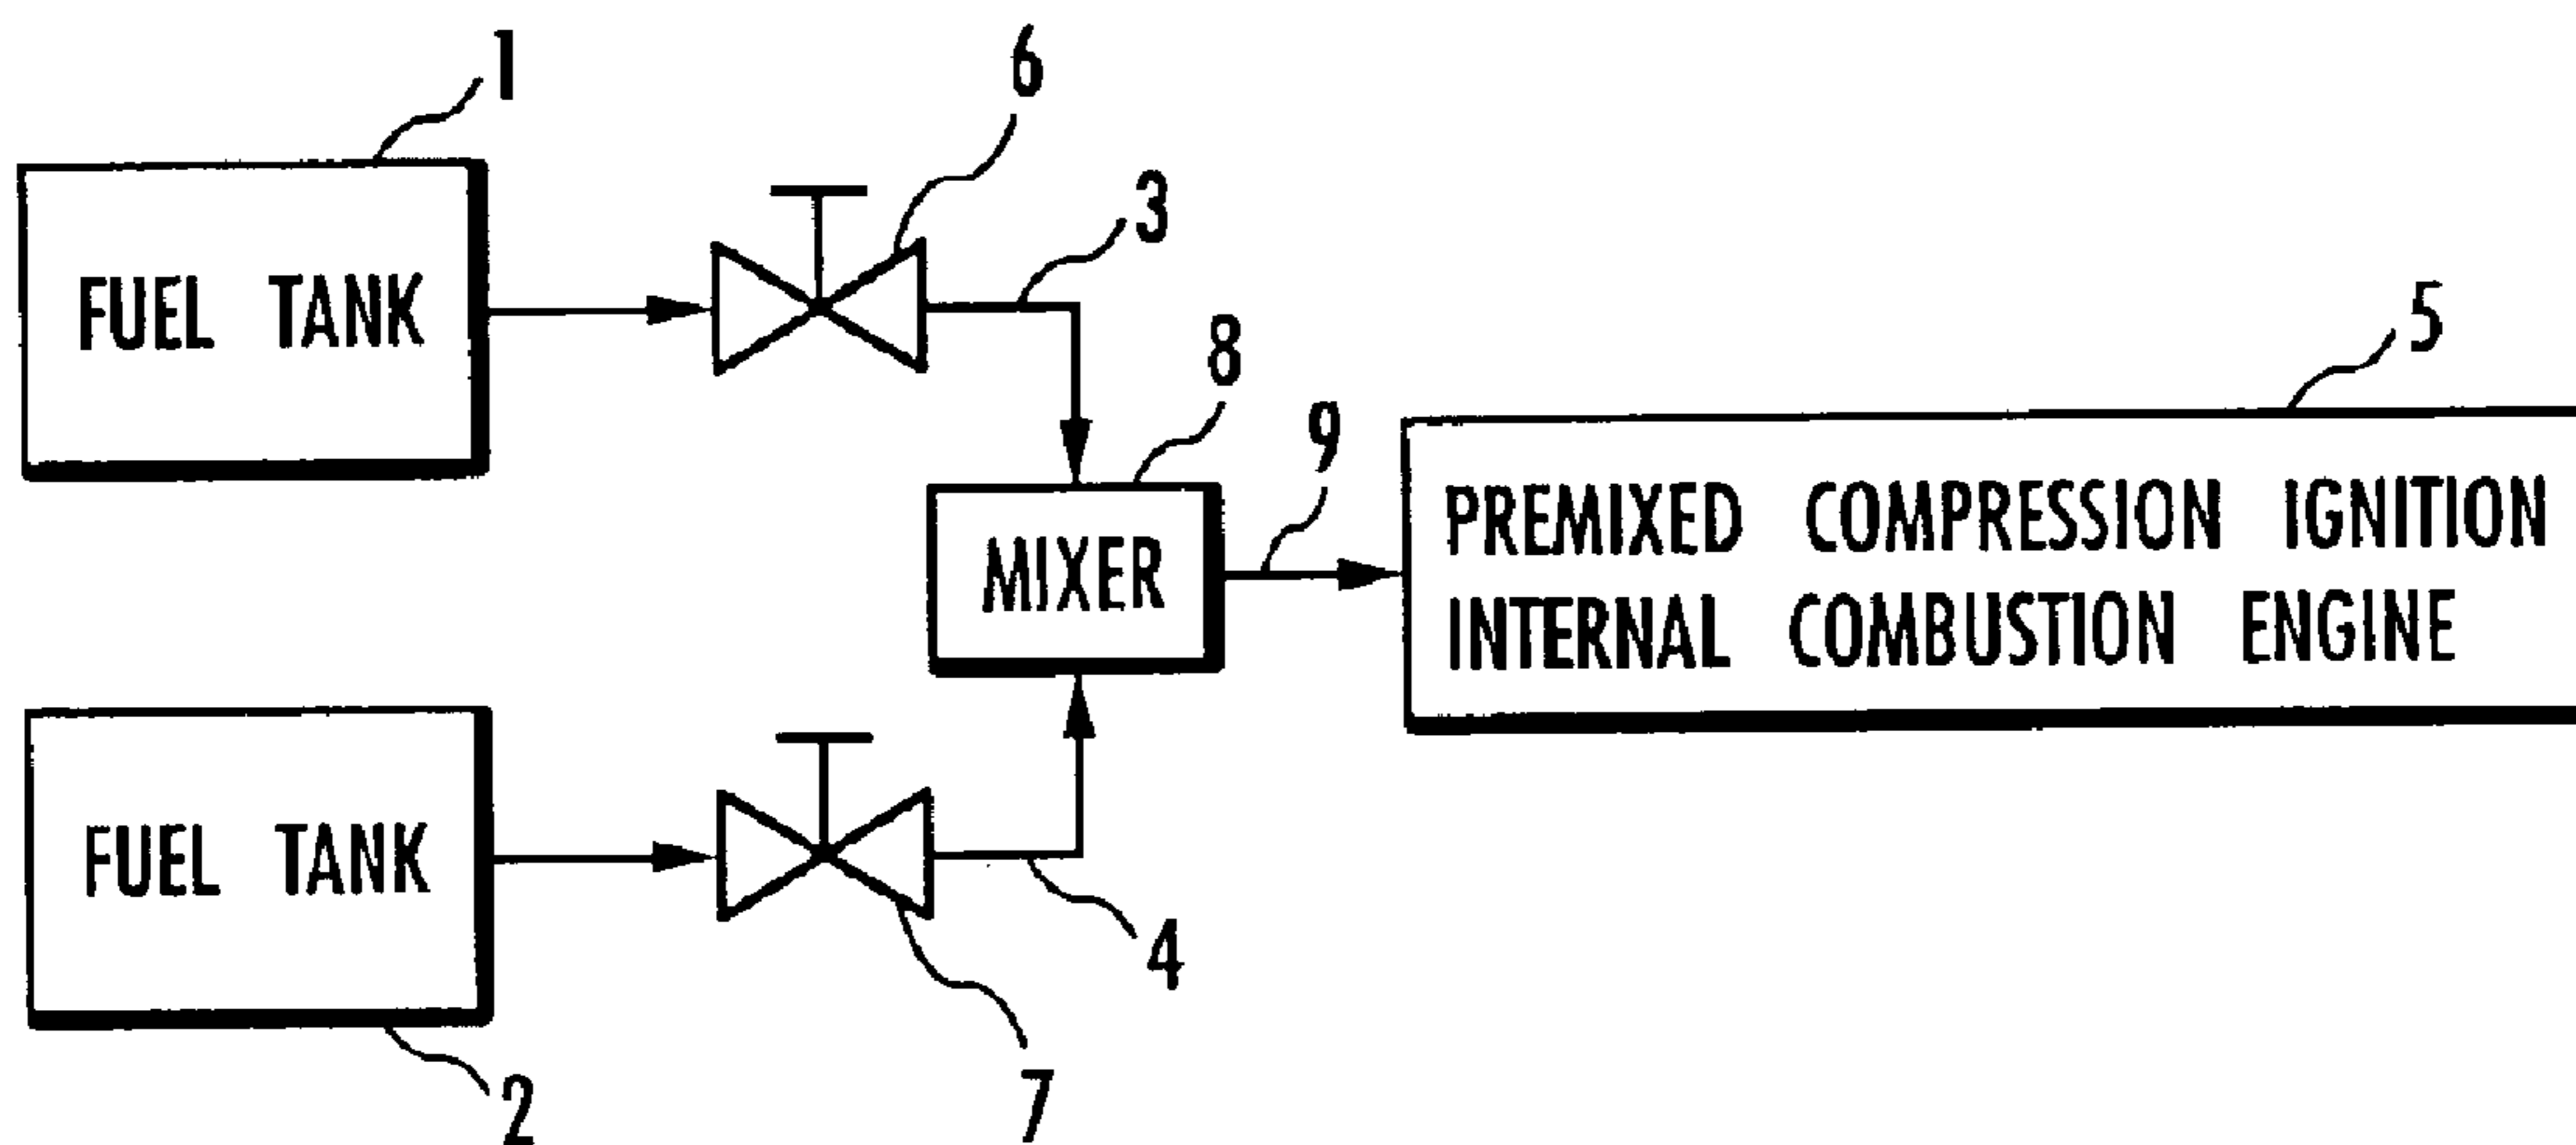 1
6
3
FUEL TANK
8
5
9
PREMIXED COMPRESSION IGNITION
INTERNAL COMBUSTION ENGINE
MIXER
FUEL TANK
4
7
2